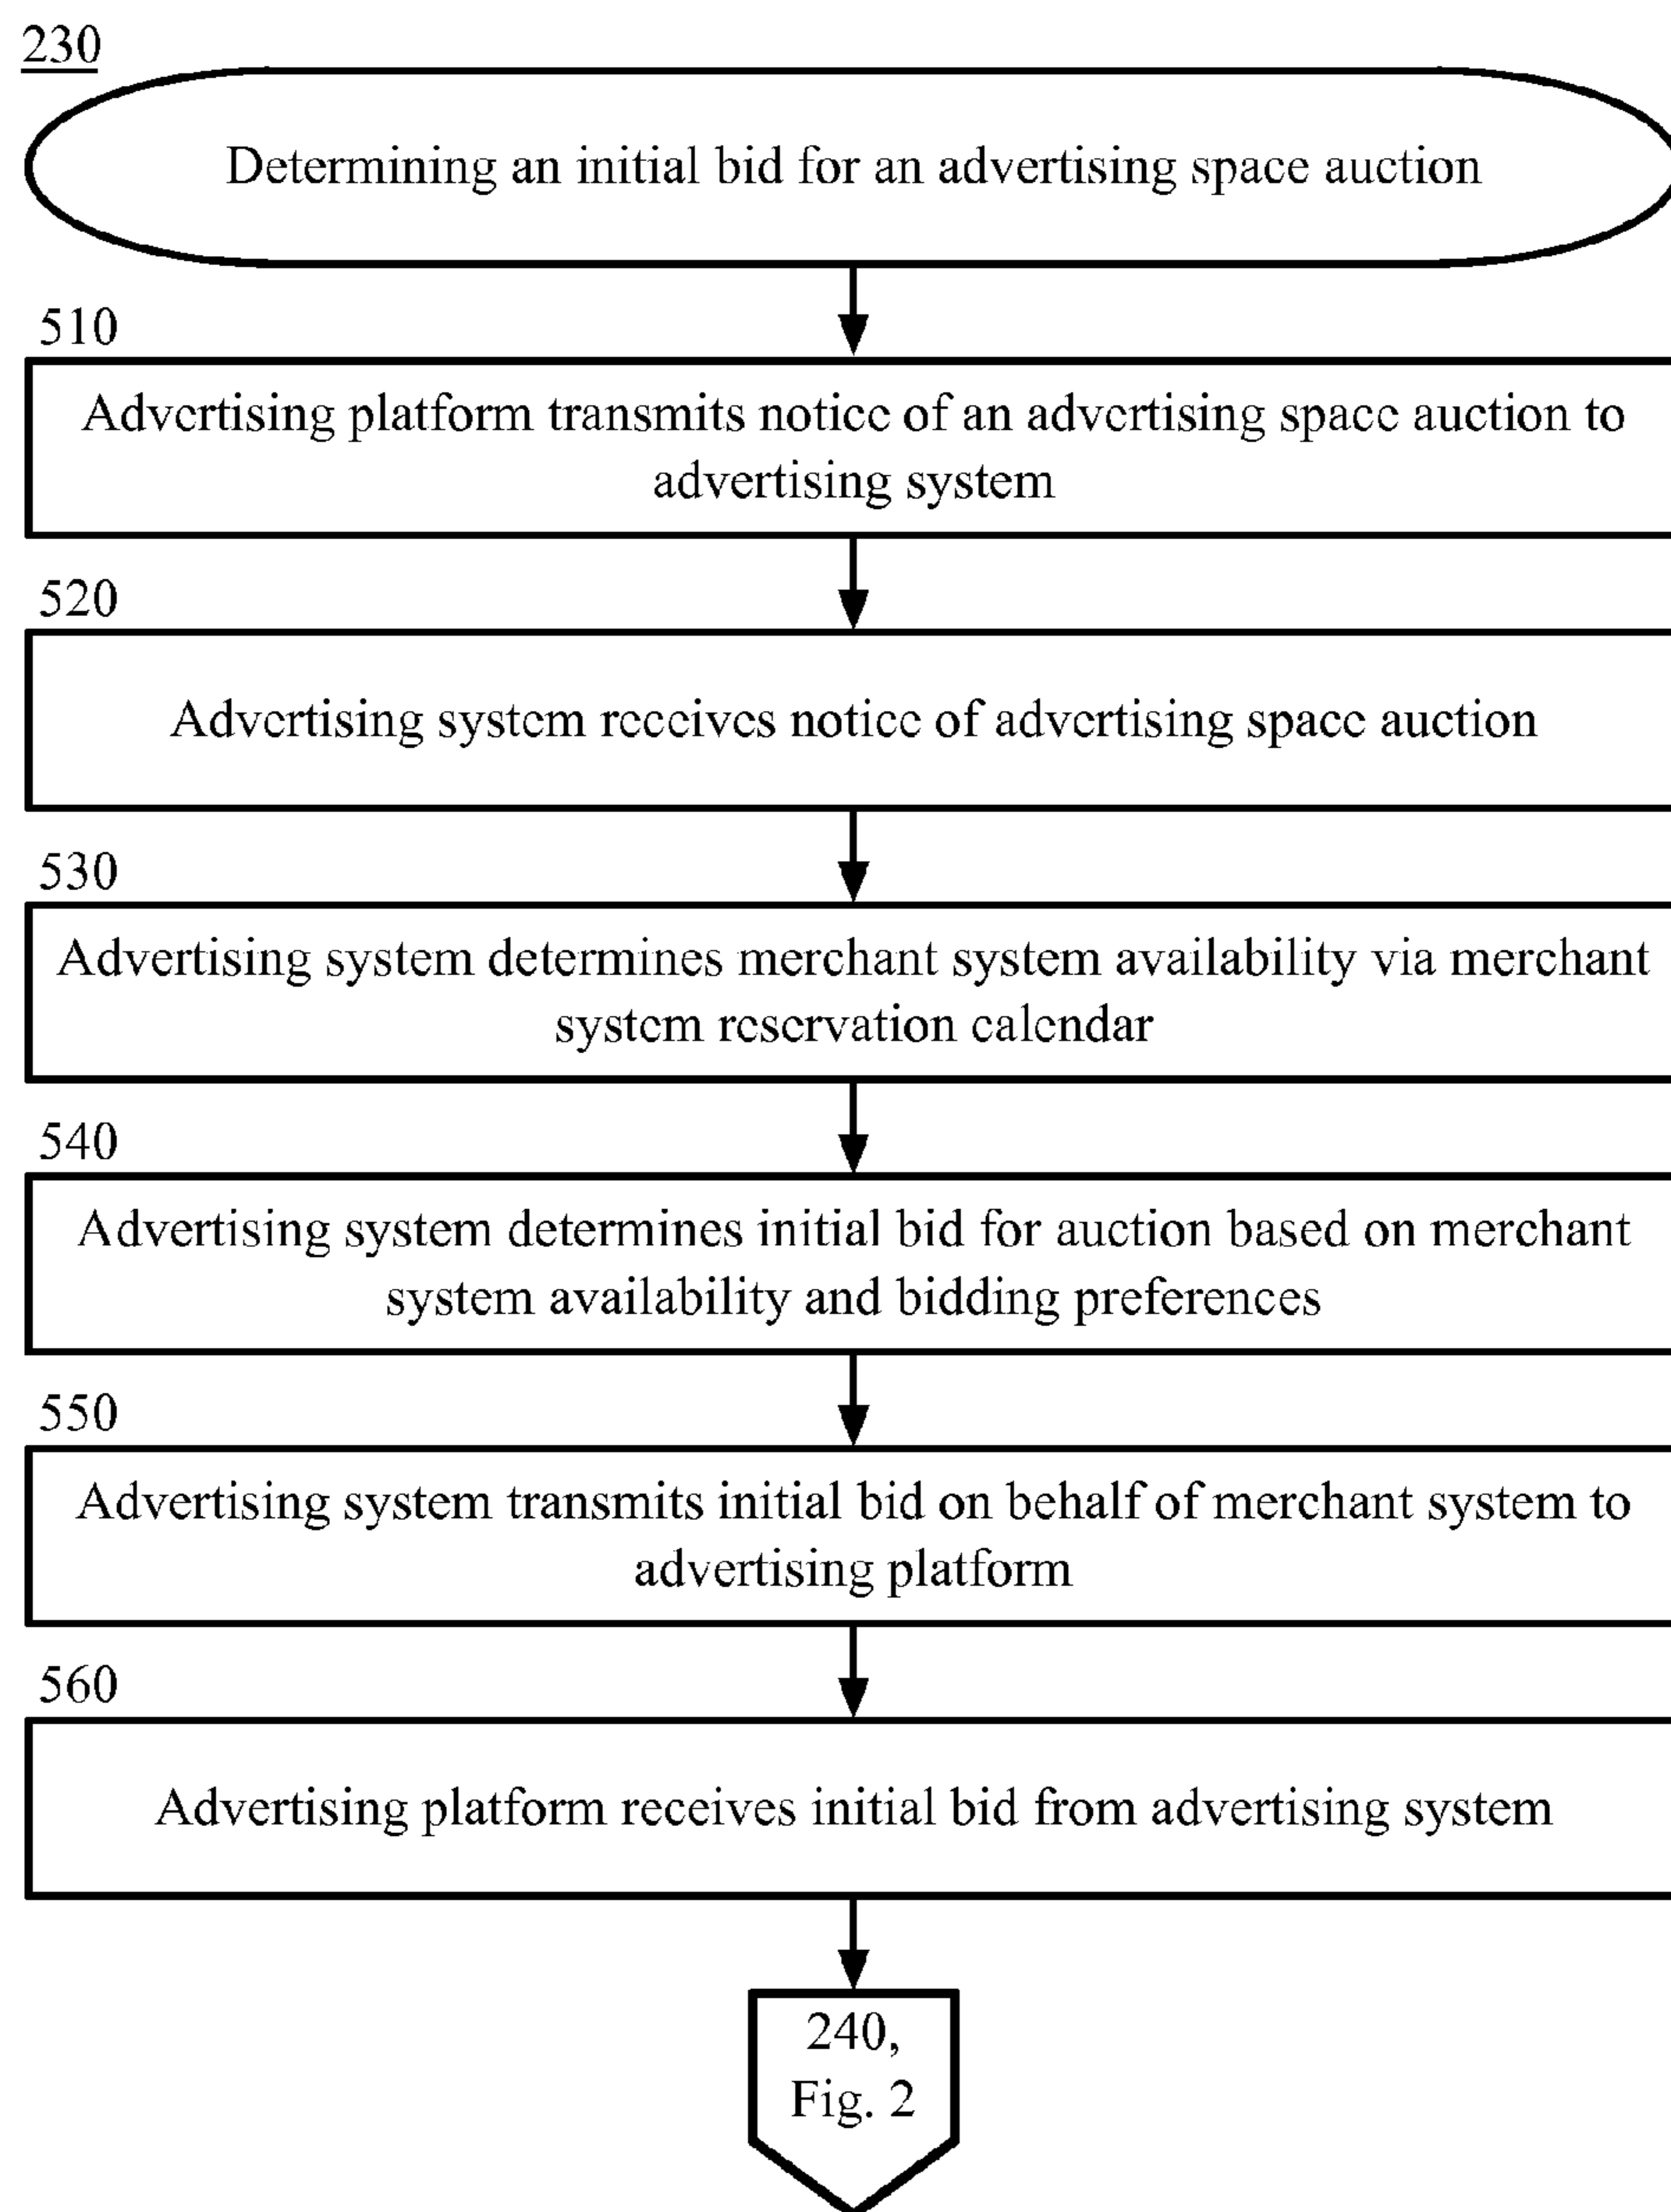 230
Determining an initial bid for an advertising space auction
510
Advertising platform transmits notice of an advertising space auction to
advertising system
520
Advertising system receives notice of advertising space auction
530
Advertising system determines merchant system availability via merchant
system reservation calendar
540
Advertising system determines initial bid for auction based on merchant
system availability and bidding preferences
550
Advertising system transmits initial bid on behalf of merchant system to
advertising platform
560
Advertising platform receives initial bid from advertising system
240,
Fig. 2